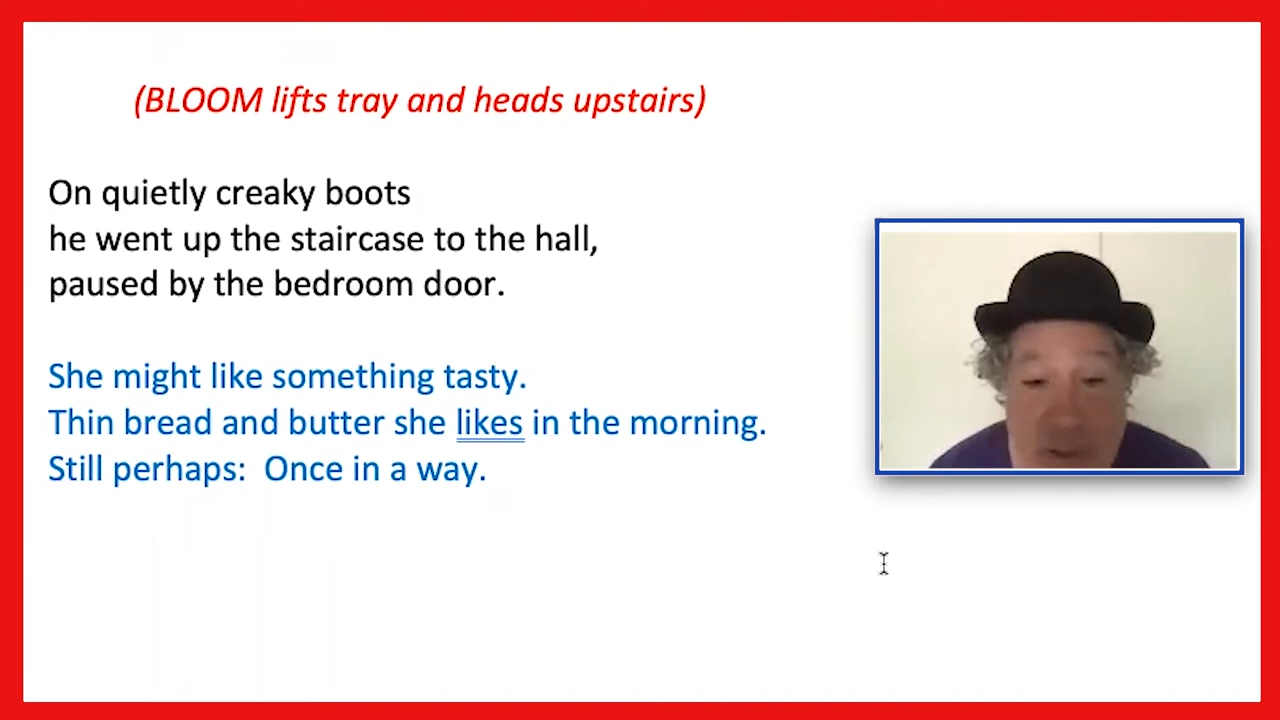 (BLOOM lifts tray and heads upstairs)
On quietly creaky boots
he went up the staircase to the hall,
paused by the bedroom door.
She might like something tasty.
Thin bread and butter she likes in the morning.
Still perhaps: Once in a way.